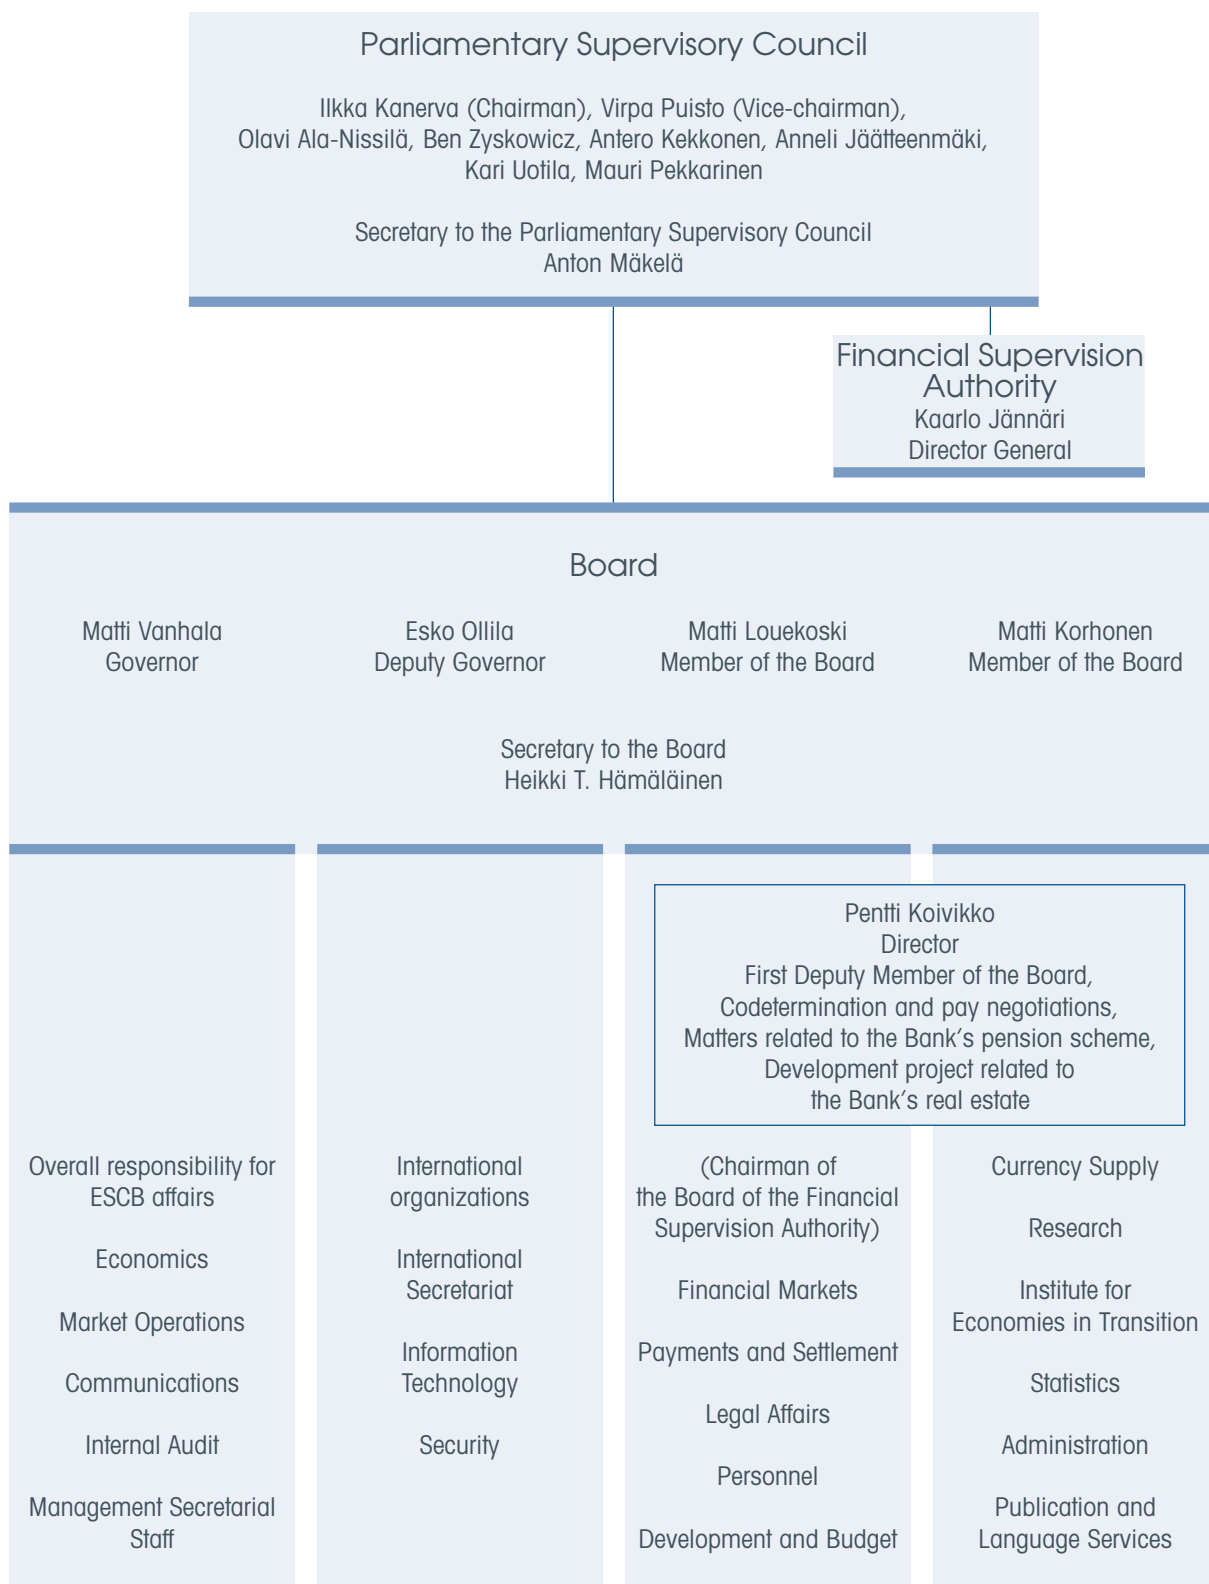 Parliamentary Supervisory Council
Ilkka Kanerva (Chairman), Virpa Puisto (Vice-chairman),
Olavi Ala-Nissilä, Ben Zyskowicz, Antero Kekkonen, Anneli Jäätteenmäki,
Kari Uotila, Mauri Pekkarinen
Secretary to the Parliamentary Supervisory Council
Anton Mäkelä
Financial Supervision
Authority
Kaarlo Jännäri
Director General
Board
Matti Vanhala
Governor
Esko Ollila
Deputy Governor
Matti Louekoski
Member of the Board
Matti Korhonen
Member of the Board
Secretary to the Board
Heikki T. Hämäläinen
Pentti Koivikko
Director
First Deputy Member of the Board,
Codetermination and pay negotiations,
Matters related to the Bank's pension scheme,
Development project related to
the Bank's real estate
Overall responsibility for
ESCB affairs
Economics
Market Operations
Communications
Internal Audit
Management Secretarial
Staff
International
organizations
International
Secretariat
Information
Technology
Security
(Chairman of
the Board of the Financial
Supervision Authority)
Financial Markets
Payments and Settlement
Legal Affairs
Personnel
Development and Budget
Currency Supply
Research
Institute for
Economies in Transition
Statistics
Administration
Publication and
Language Services